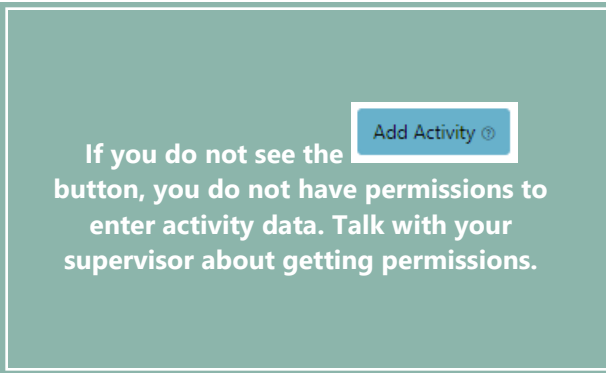 If you do not see the Add Activity ?
button, you do not have permissions to
enter activity data. Talk with your
supervisor about getting permissions.